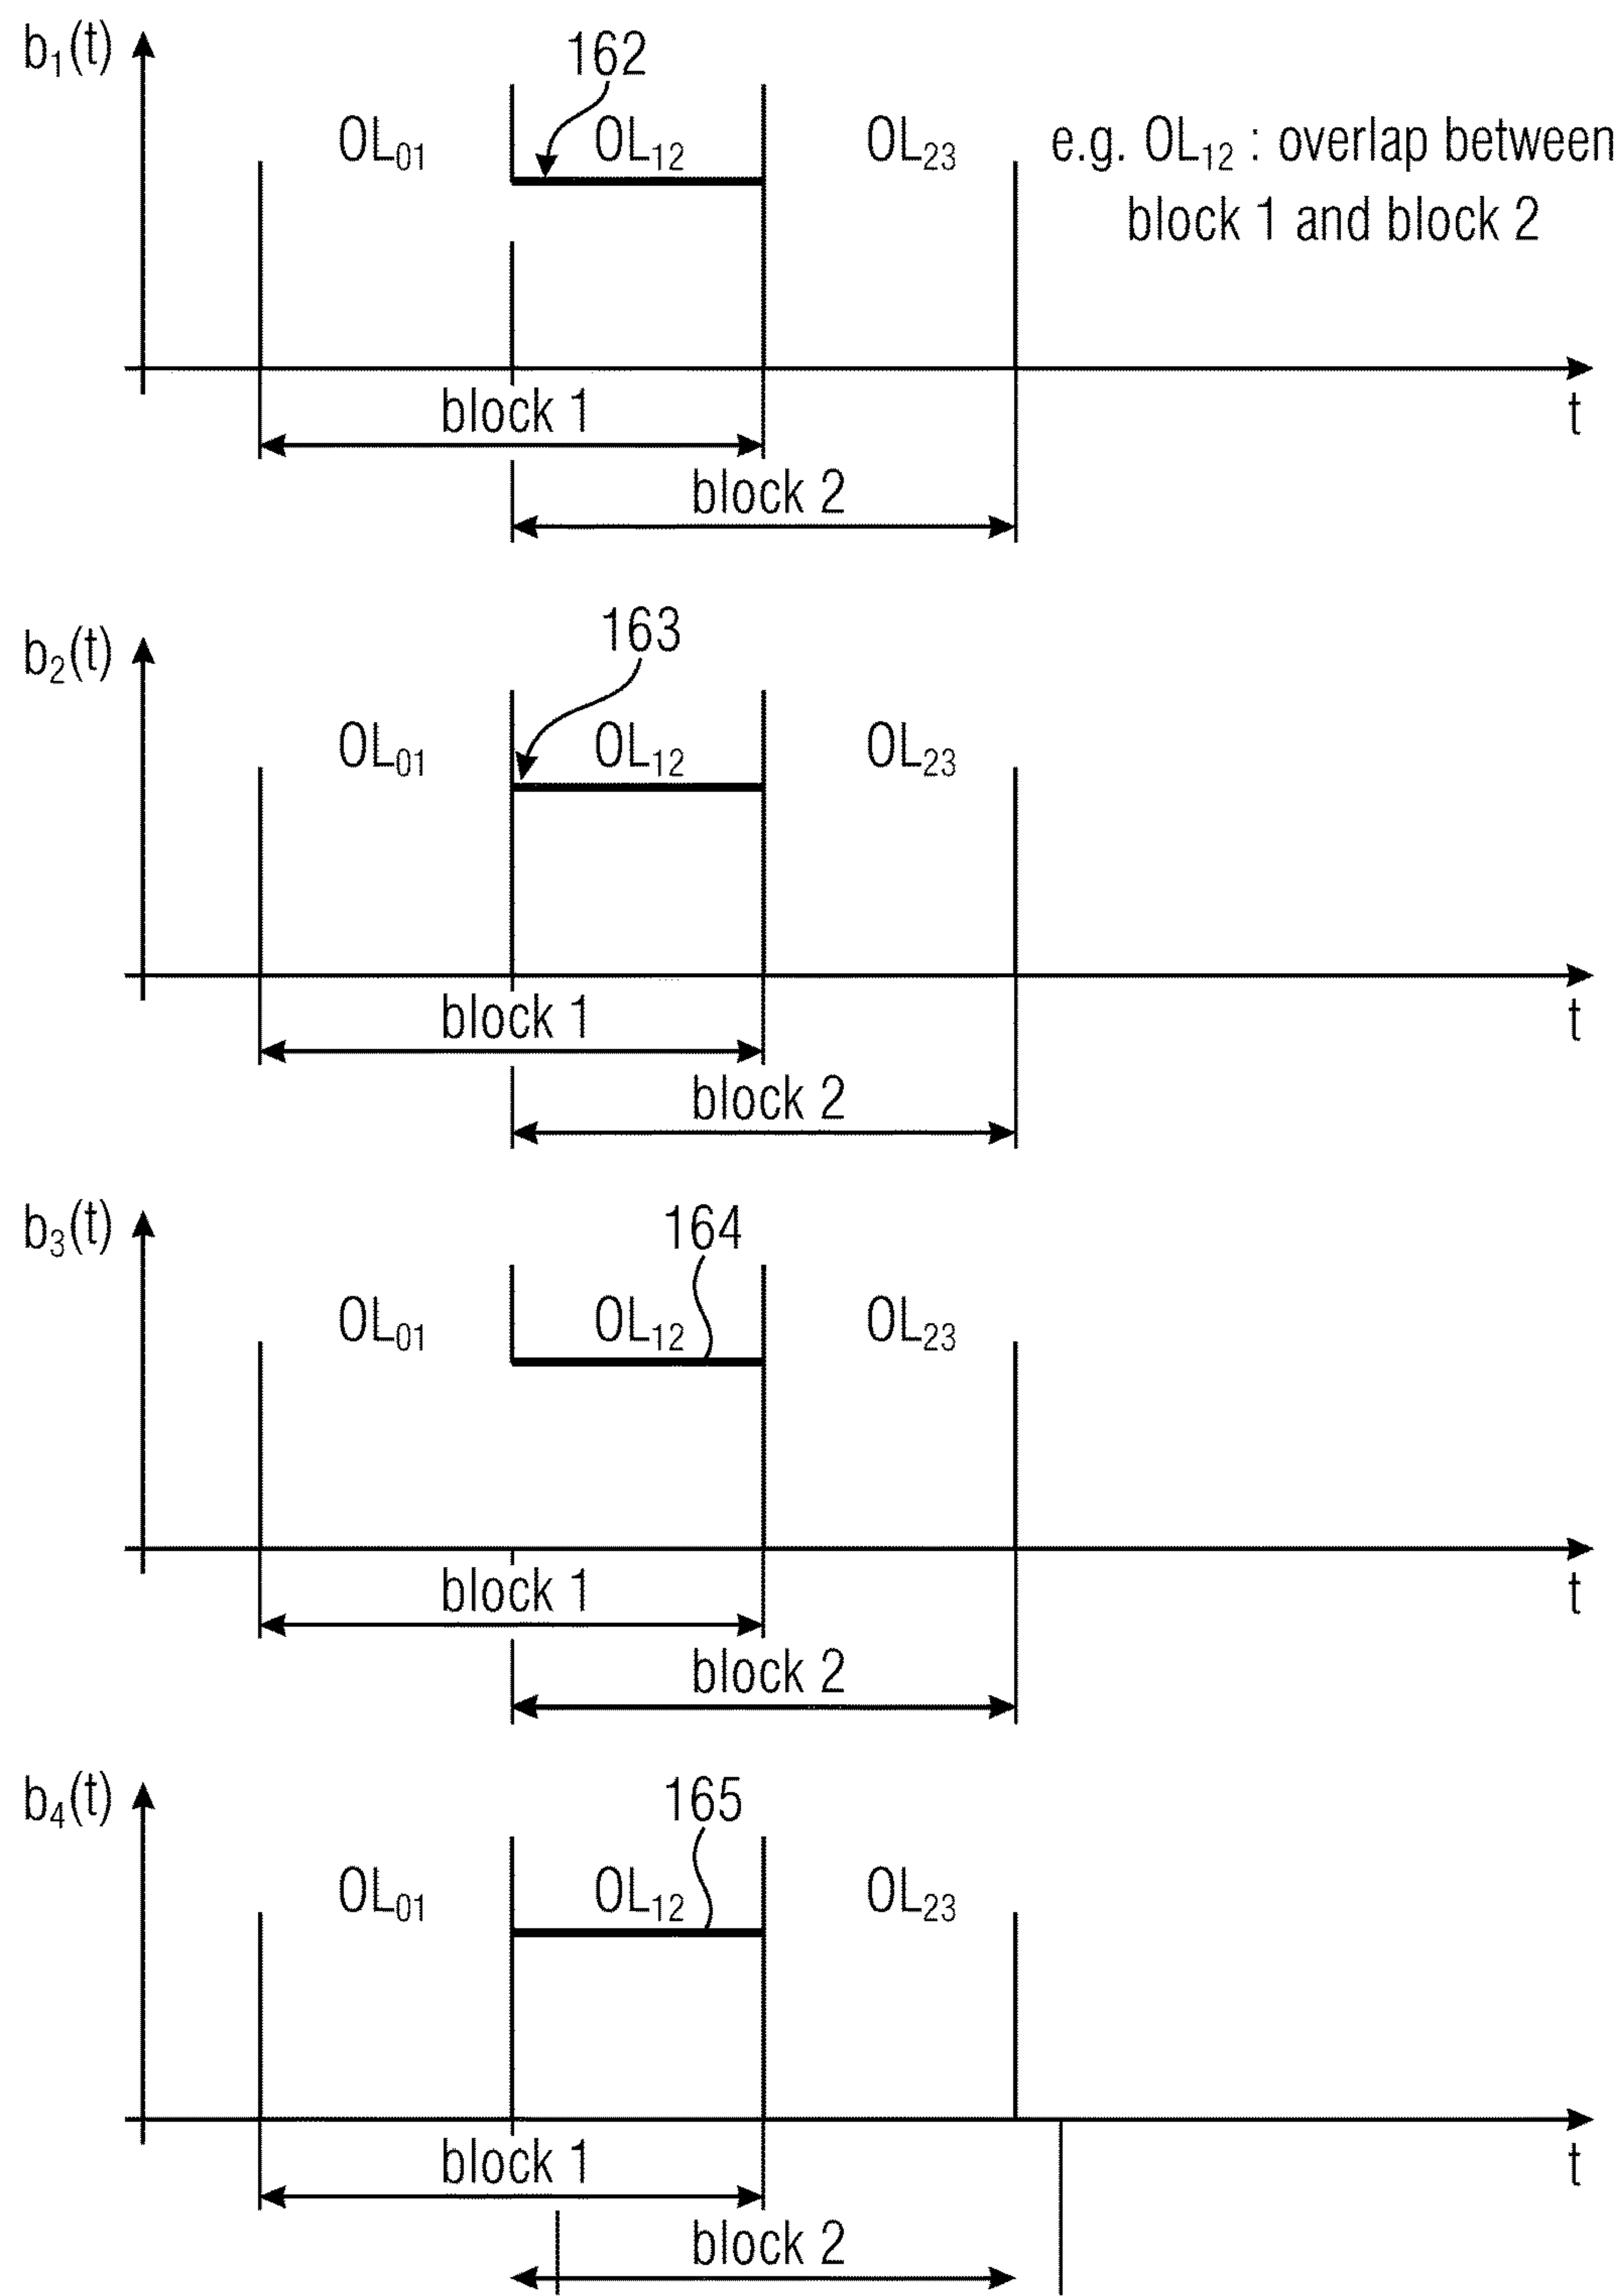 b₁(t)
162
OL₀₁ OL₁₂ OL₂₃ e.g. OL₁₂ : overlap between
block 1 and block 2
block 1 t
block 2
b₂(t)
163
OL₀₁ OL₁₂ OL₂₃
block 1 t
block 2
b₃(t)
164
OL₀₁ OL₁₂ OL₂₃
block 1 t
block 2
b₄(t)
165
OL₀₁ OL₁₂ OL₂₃
block 1 t
block 2